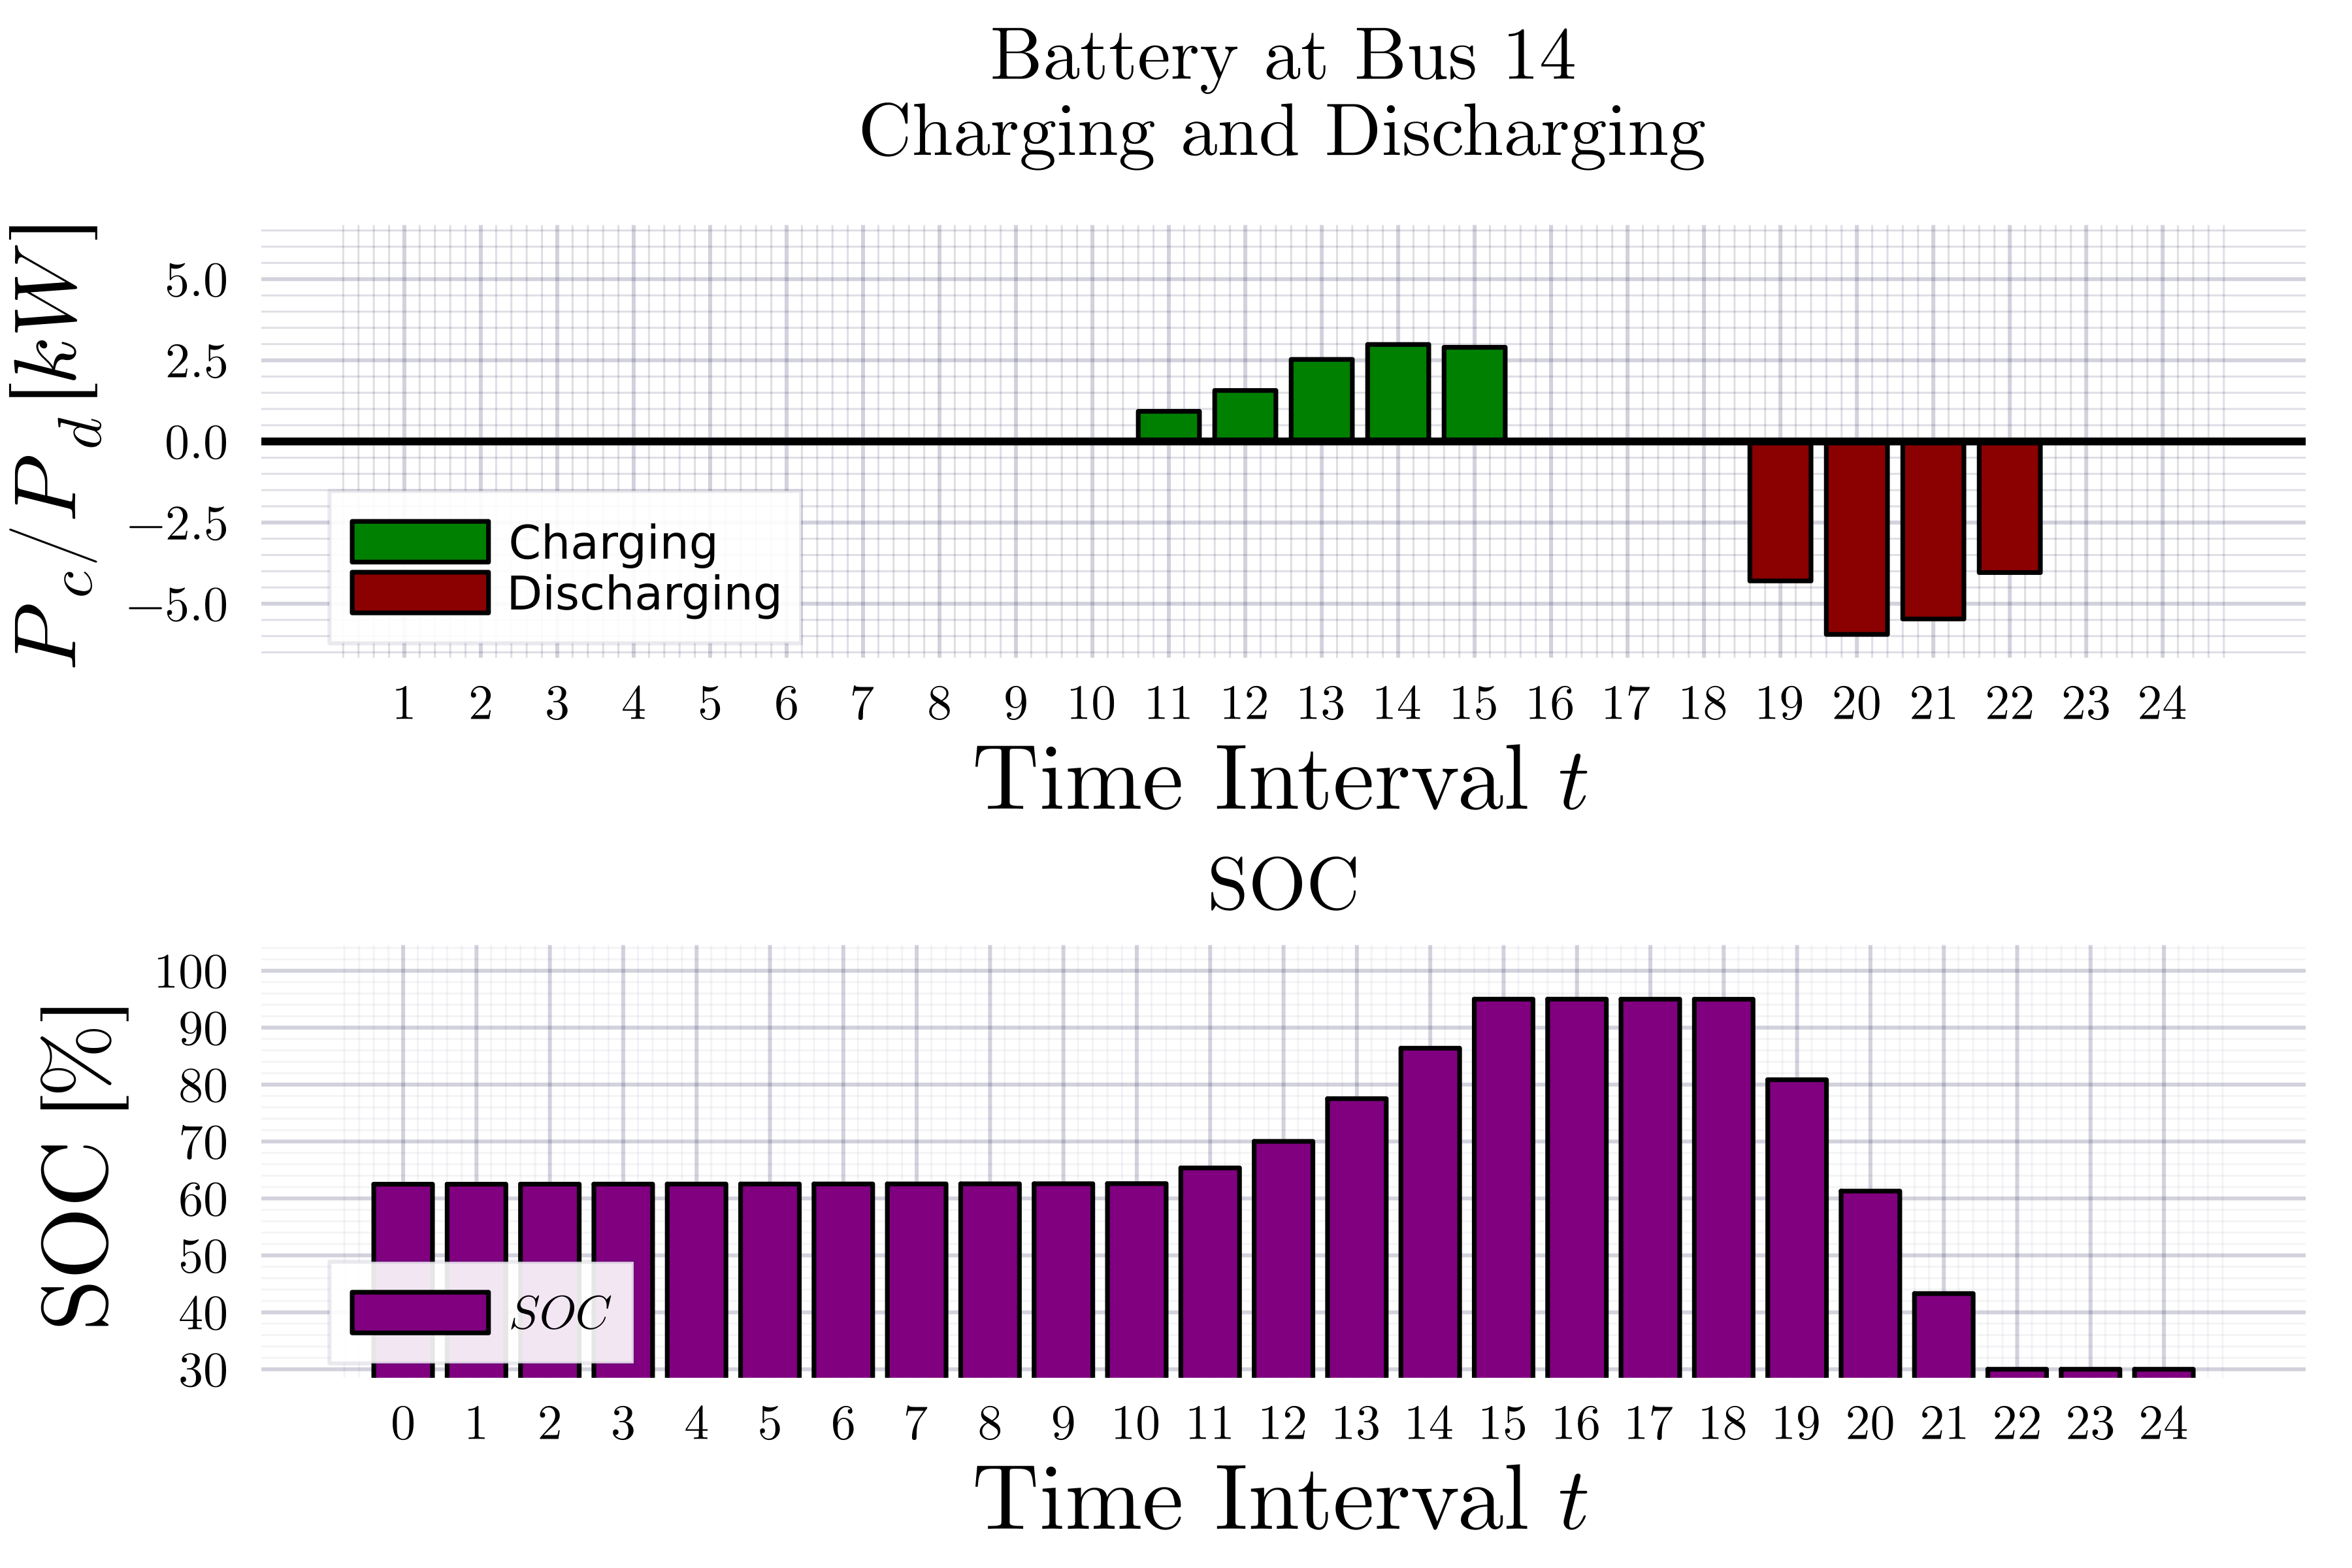 Battery at Bus 14
Charging and Discharging
P_c/P_d [kW]
5.0
2.5
0.0
−2.5
−5.0
Charging
Discharging
1 2 3 4 5 6 7 8 9 10 11 12 13 14 15 16 17 18 19 20 21 22 23 24
Time Interval t
SOC
SOC [%]
100
90
80
70
60
50
40
30
SOC
0 1 2 3 4 5 6 7 8 9 10 11 12 13 14 15 16 17 18 19 20 21 22 23 24
Time Interval t